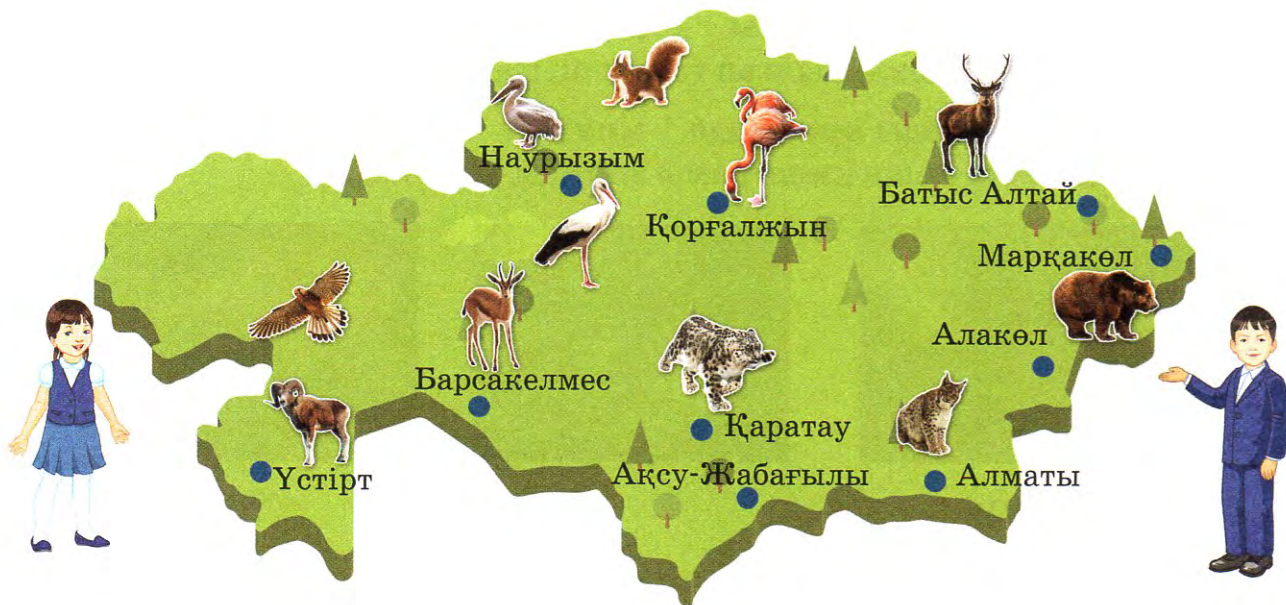 Наурызым
Қорғалжын
Батыс Алтай
Марқакөл
Алакөл
Барсакелмес
Қаратау
Үстірт
Ақсу-Жабағылы
Алматы